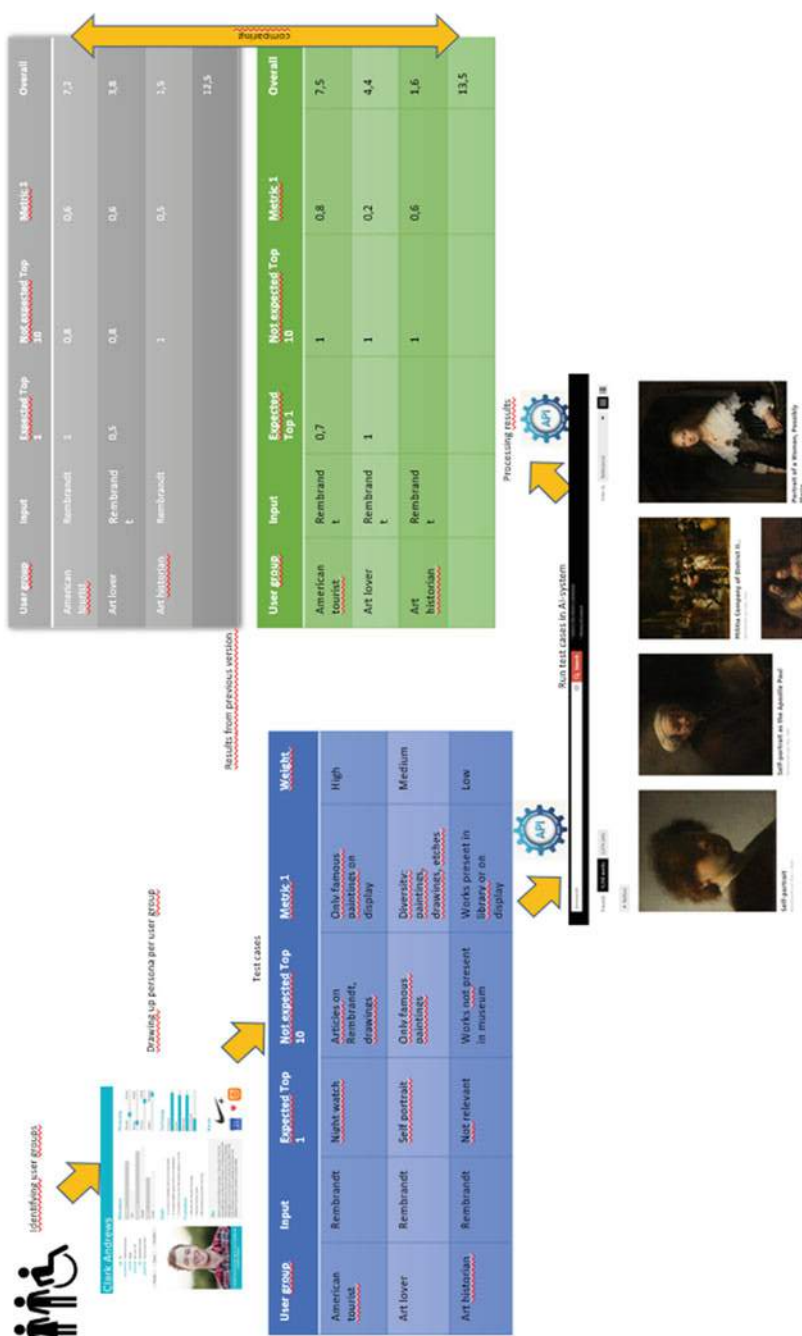 Identifying user groups
Clark Andrews
Drawing up persona per user group
Test cases
User group
Input
Expected Top
1
Not expected Top
10
Metric 1
Weight
American
tourist
Rembrandt
Night watch
Articles on
Rembrandt,
drawings
Only famous
paintings on
display
High
Art lover
Rembrandt
Self portrait
Only famous
paintings
Diversity:
paintings,
drawings, etches
Medium
Art historian
Rembrandt
Not relevant
Works not present
in museum
Works present in
library or on
display
Low
API
Run test cases in AI-system
Search
Self-portrait
Self-portrait as the Apostle Paul
Militia Company of District II...
Portrait of a Woman, Possibly
API
Processing results
Results from previous version
User group
Input
Expected Top
1
Not expected Top
10
Metric 1
Overall
American
tourist
Rembrandt
1
0,8
0,6
7,2
Art lover
Rembrand
t
0,5
0,8
0,6
3,8
Art historian
Rembrandt
1
0,5
1,5
12,5
comparing
User group
Input
Expected
Top 1
Not expected Top
10
Metric 1
Overall
American
tourist
Rembrand
t
0,7
1
0,8
7,5
Art lover
Rembrand
t
1
1
0,2
4,4
Art
historian
Rembrand
t
1
0,6
1,6
13,5